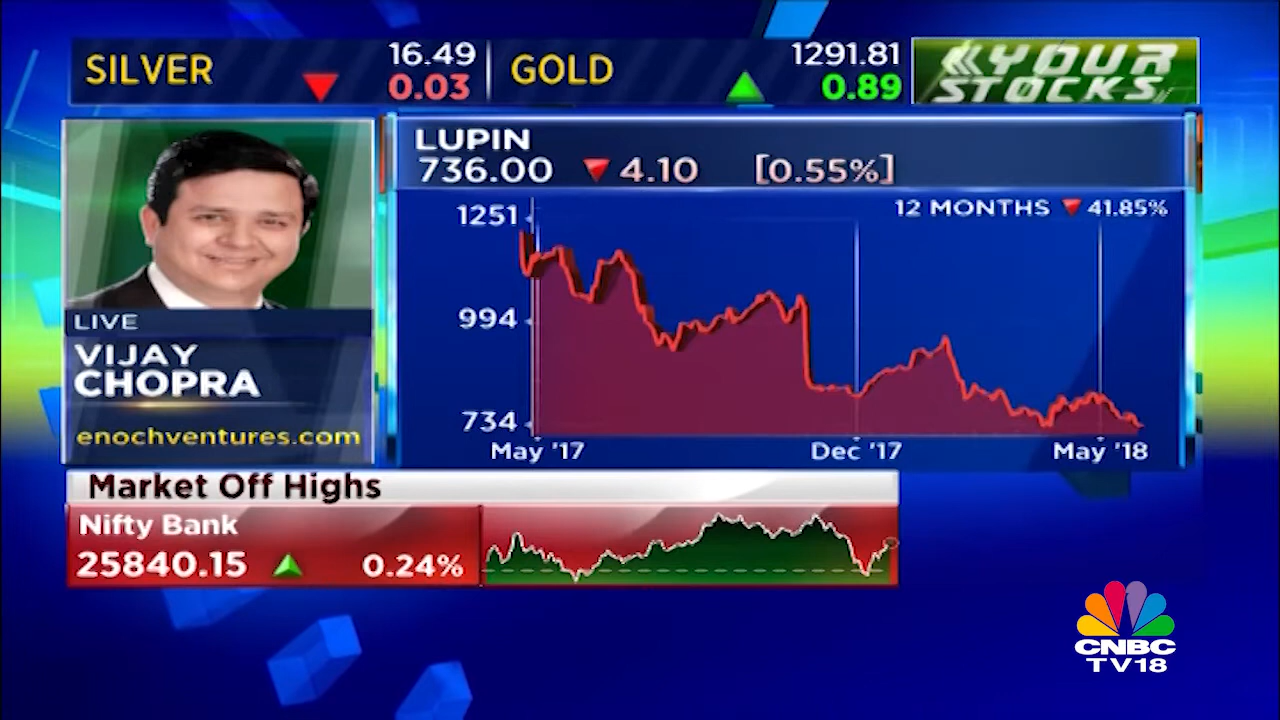 SILVER 16.49 0.03
GOLD 1291.81 0.89
YOUR
STOCKS
LUPIN
736.00 4.10 [0.55%]
12 MONTHS 41.85%
1251
994
734
May '17 Dec '17 May '18
LIVE
VIJAY
CHOPRA
enochventures.com
Market Off Highs
Nifty Bank
25840.15 0.24%
CNBC
TV18